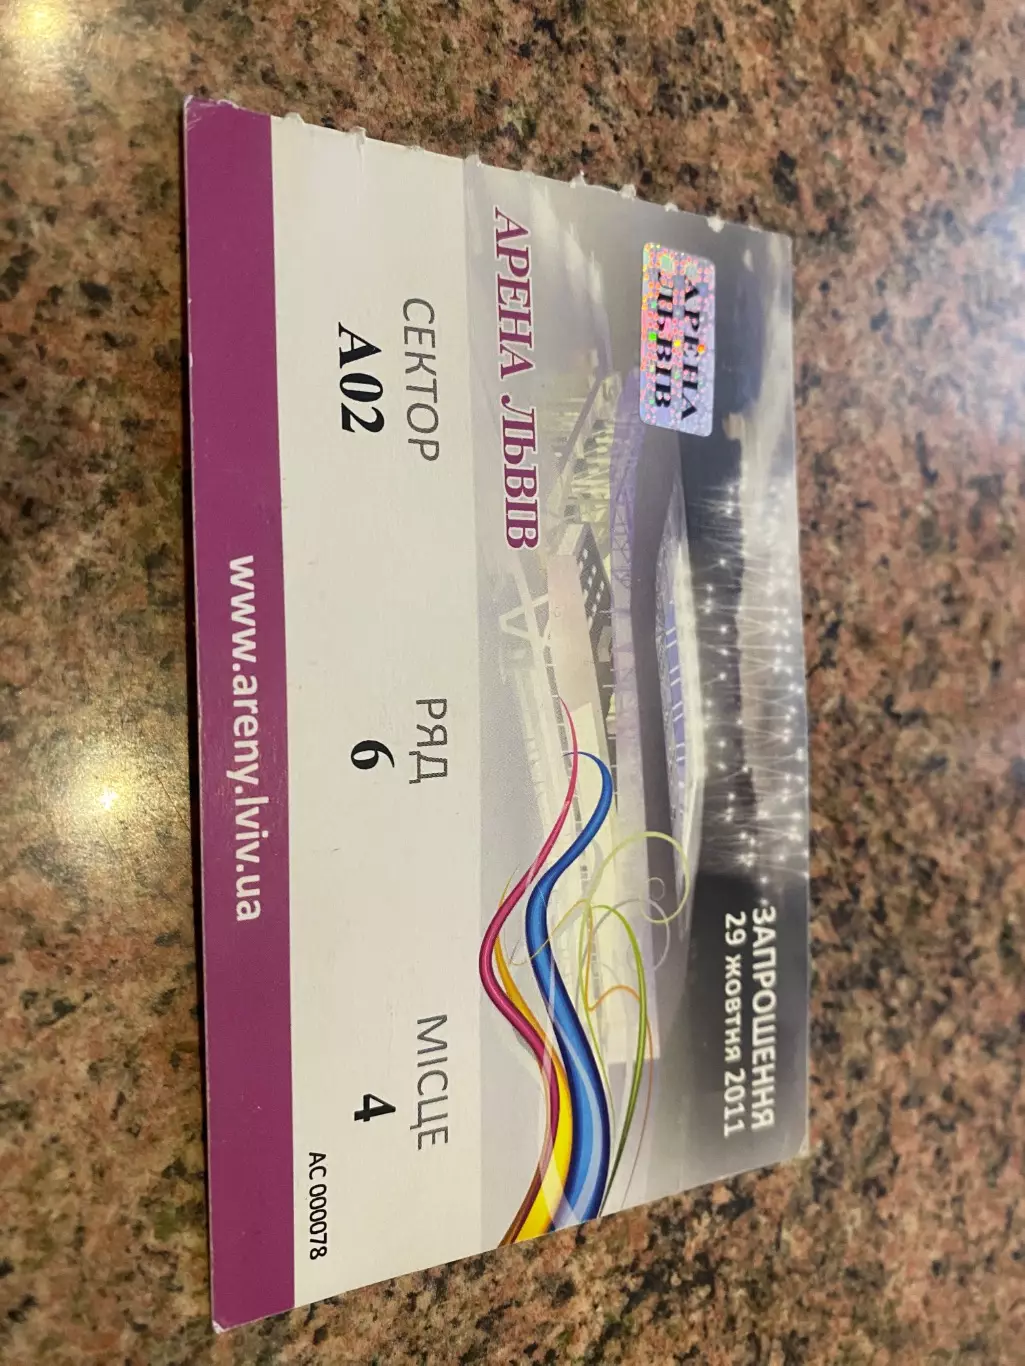 АРЕНА
ЛЬВІВ
ЗАПРОШЕННЯ
29 ЖОВТНЯ 2011
АРЕНА ЛЬВІВ
СЕКТОР РЯД МІСЦЕ
А02 6 4
АС 000078
www.areny.lviv.ua